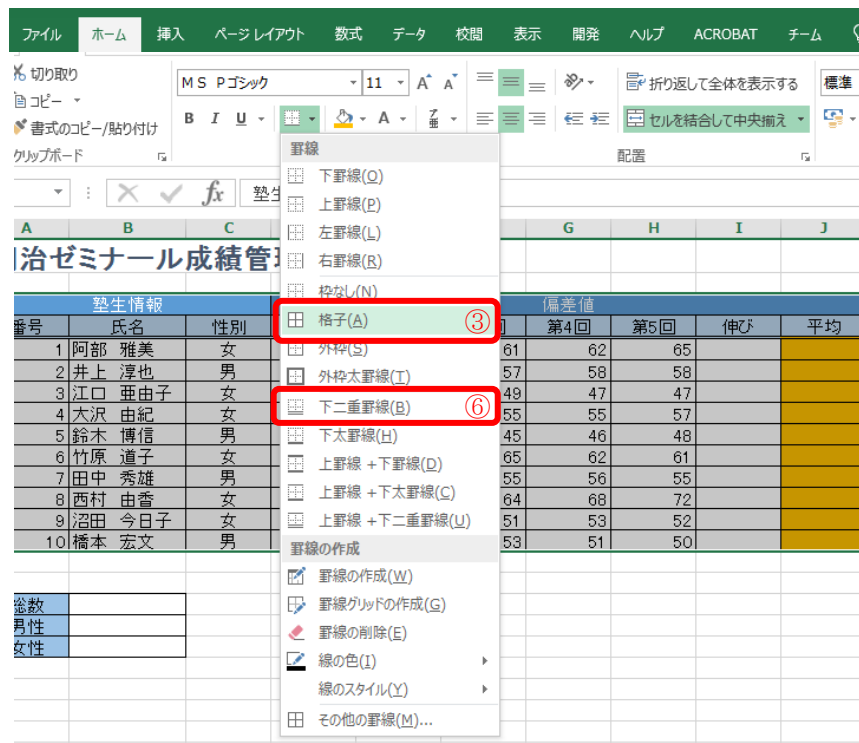 ファイル ホーム 挿入 ページ レイアウト 数式 データ 校閲 表示 開発 ヘルプ ACROBAT チーム
切り取り
コピー
書式のコピー/貼り付け
クリップボード
MS Pゴシック 11 A A
B I U A 亜
折り返して全体を表示する 標準
セルを結合して中央揃え
配置
fx 塾生
A B C G H I J
治ゼミナール成績管
塾生情報 偏差値
番号 氏名 性別 回 第4回 第5回 伸び 平均
1 阿部 雅美 女 61 62 65
2 井上 淳也 男 57 58 58
3 江口 亜由子 女 49 47 47
4 大沢 由紀 女 55 55 57
5 鈴木 博信 男 45 46 48
6 竹原 道子 女 65 62 61
7 田中 秀雄 男 55 56 55
8 西村 由香 女 64 68 72
9 沼田 今日子 女 51 53 52
10 橋本 宏文 男 53 51 50
総数
男性
女性
罫線
下罫線(O)
上罫線(P)
左罫線(L)
右罫線(R)
枠なし(N)
格子(A) ③
外枠(S)
外枠太罫線(T)
下二重罫線(B) ⑥
下太罫線(H)
上罫線 + 下罫線(D)
上罫線 + 下太罫線(C)
上罫線 + 下二重罫線(U)
罫線の作成
罫線の作成(W)
罫線グリッドの作成(G)
罫線の削除(E)
線の色(I)
線のスタイル(Y)
その他の罫線(M)...